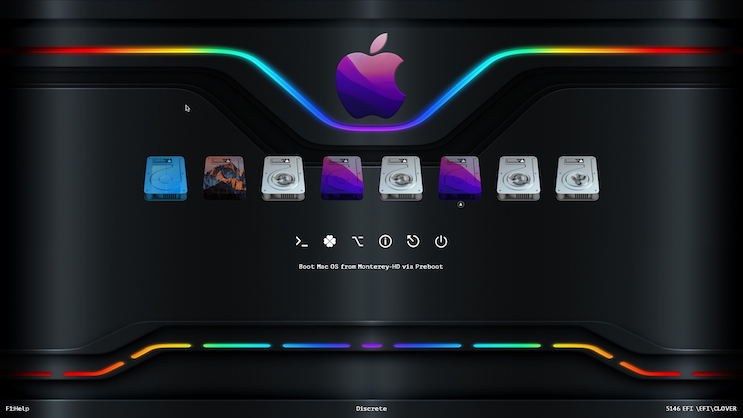 Boot Mac OS from Monterey-HD via Preboot
F1:Help
Discrete
5146 EFI \EFI\CLOVER